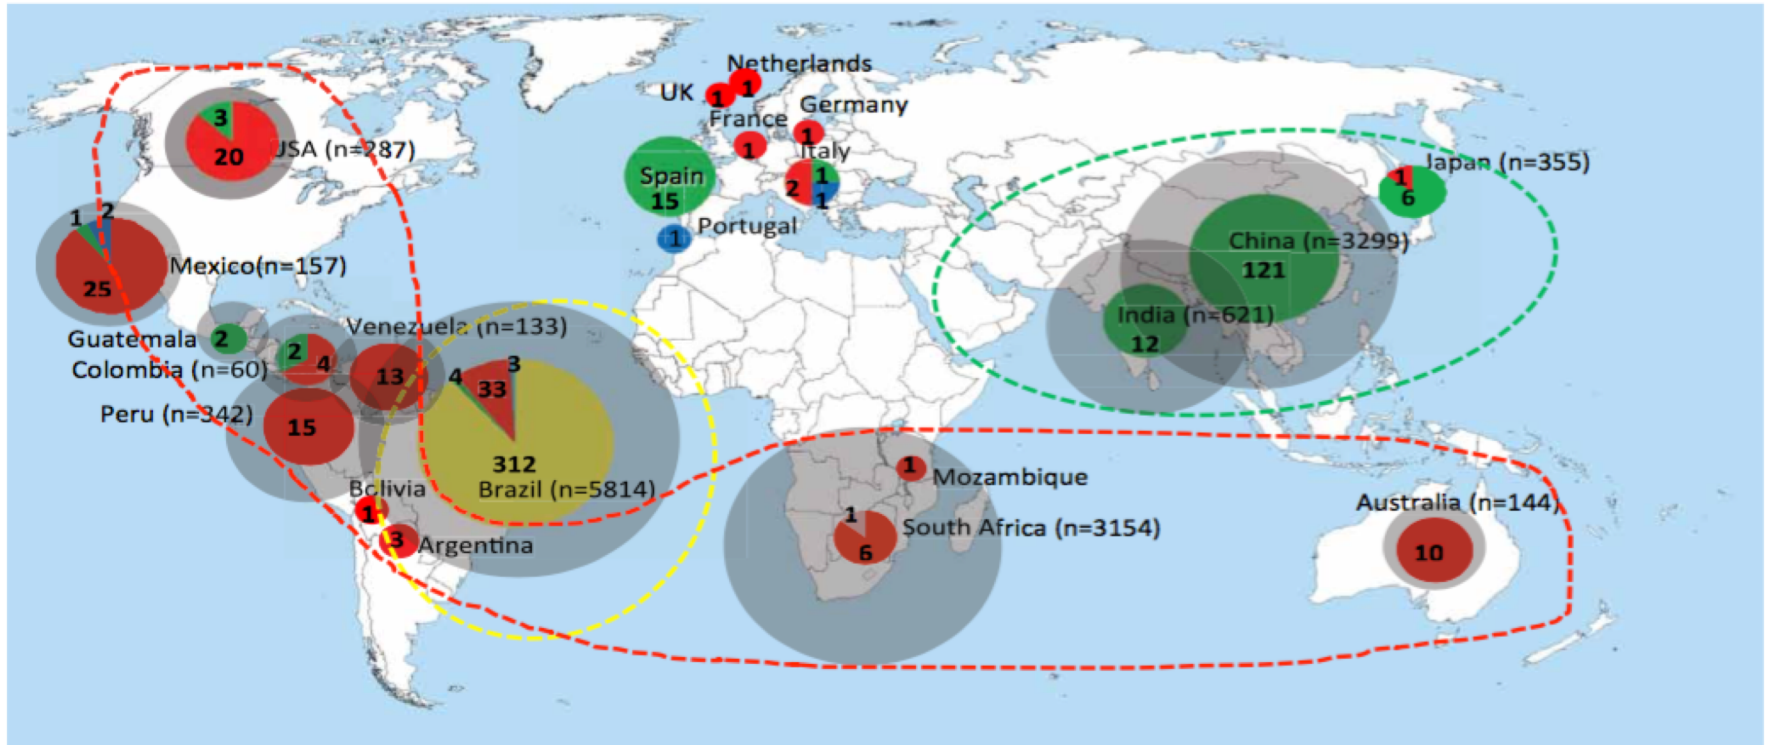 Netherlands
1
UK
1
Germany
France
1
1
Italy
2
1
1
3
20
USA (n=287)
Spain
15
Portugal
1
Japan (n=355)
1
6
China (n=3299)
121
India (n=621)
12
1
2
25
Mexico(n=157)
Guatemala
2
Venezuela (n=133)
13
Colombia (n=60)
2
4
Peru (n=342)
15
4
33
3
312
Brazil (n=5814)
Bolivia
1
3
Argentina
1
Mozambique
1
6
South Africa (n=3154)
Australia (n=144)
10